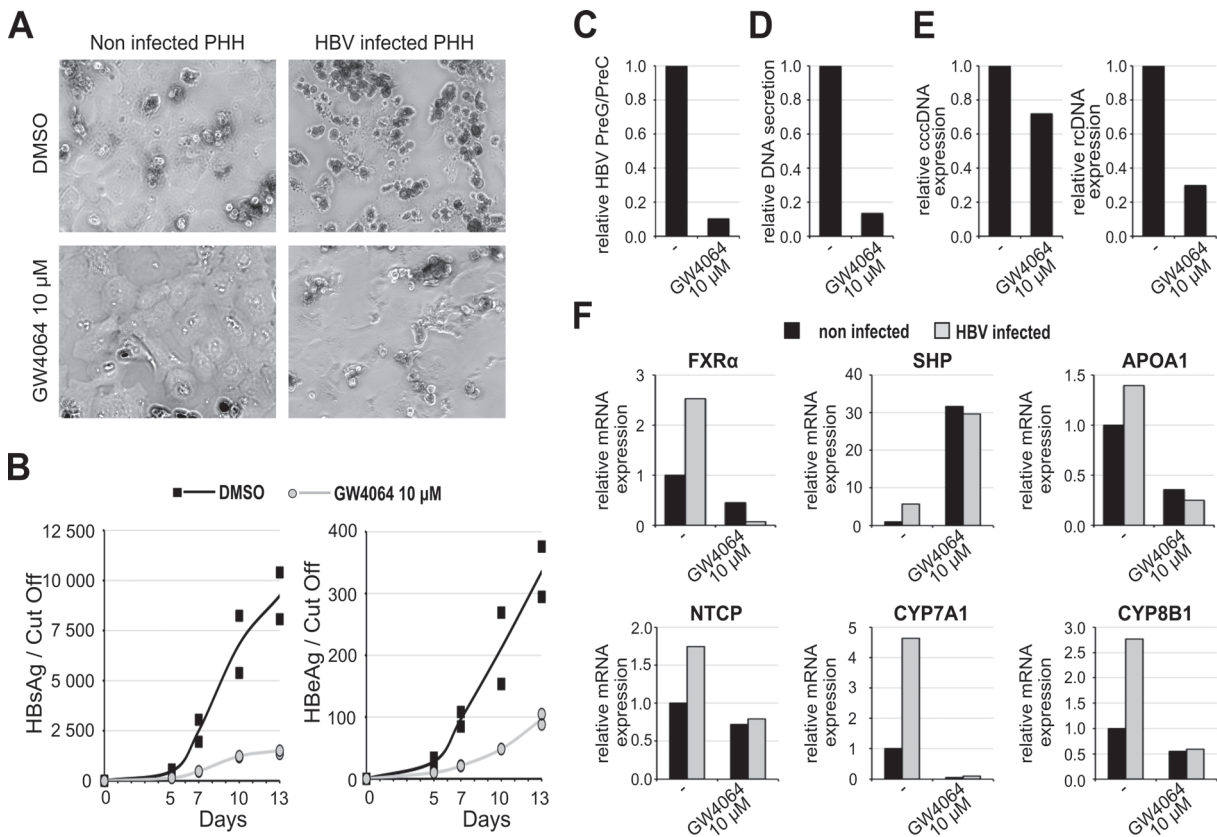 A
Non infected PHH
HBV infected PHH
DMSO
GW4064 10 µM
B
DMSO
GW4064 10 µM
HBsAg / Cut Off
12 500
10 000
7 500
5 000
2 500
0
0
5
7
10
13
Days
HBeAg / Cut Off
400
300
200
100
0
0
5
7
10
13
Days
C
relative HBV PreG/PreC
1.0
0.8
0.6
0.4
0.2
0.0
-
GW4064
10 µM
D
relative DNA secretion
1.0
0.8
0.6
0.4
0.2
0.0
-
GW4064
10 µM
E
relative cccDNA
expression
1.0
0.8
0.6
0.4
0.2
0.0
-
GW4064
10 µM
relative rcDNA
expression
1.0
0.8
0.6
0.4
0.2
0.0
-
GW4064
10 µM
F
non infected
HBV infected
FXRα
relative mRNA
expression
3
2
1
0
-
GW4064
10 µM
SHP
relative mRNA
expression
40
30
20
10
0
-
GW4064
10 µM
APOA1
relative mRNA
expression
1.5
1.0
0.5
0.0
-
GW4064
10 µM
NTCP
relative mRNA
expression
2.0
1.5
1.0
0.5
0.0
-
GW4064
10 µM
CYP7A1
relative mRNA
expression
5
4
3
2
1
0
-
GW4064
10 µM
CYP8B1
relative mRNA
expression
3.0
2.5
2.0
1.5
1.0
0.5
0.0
-
GW4064
10 µM